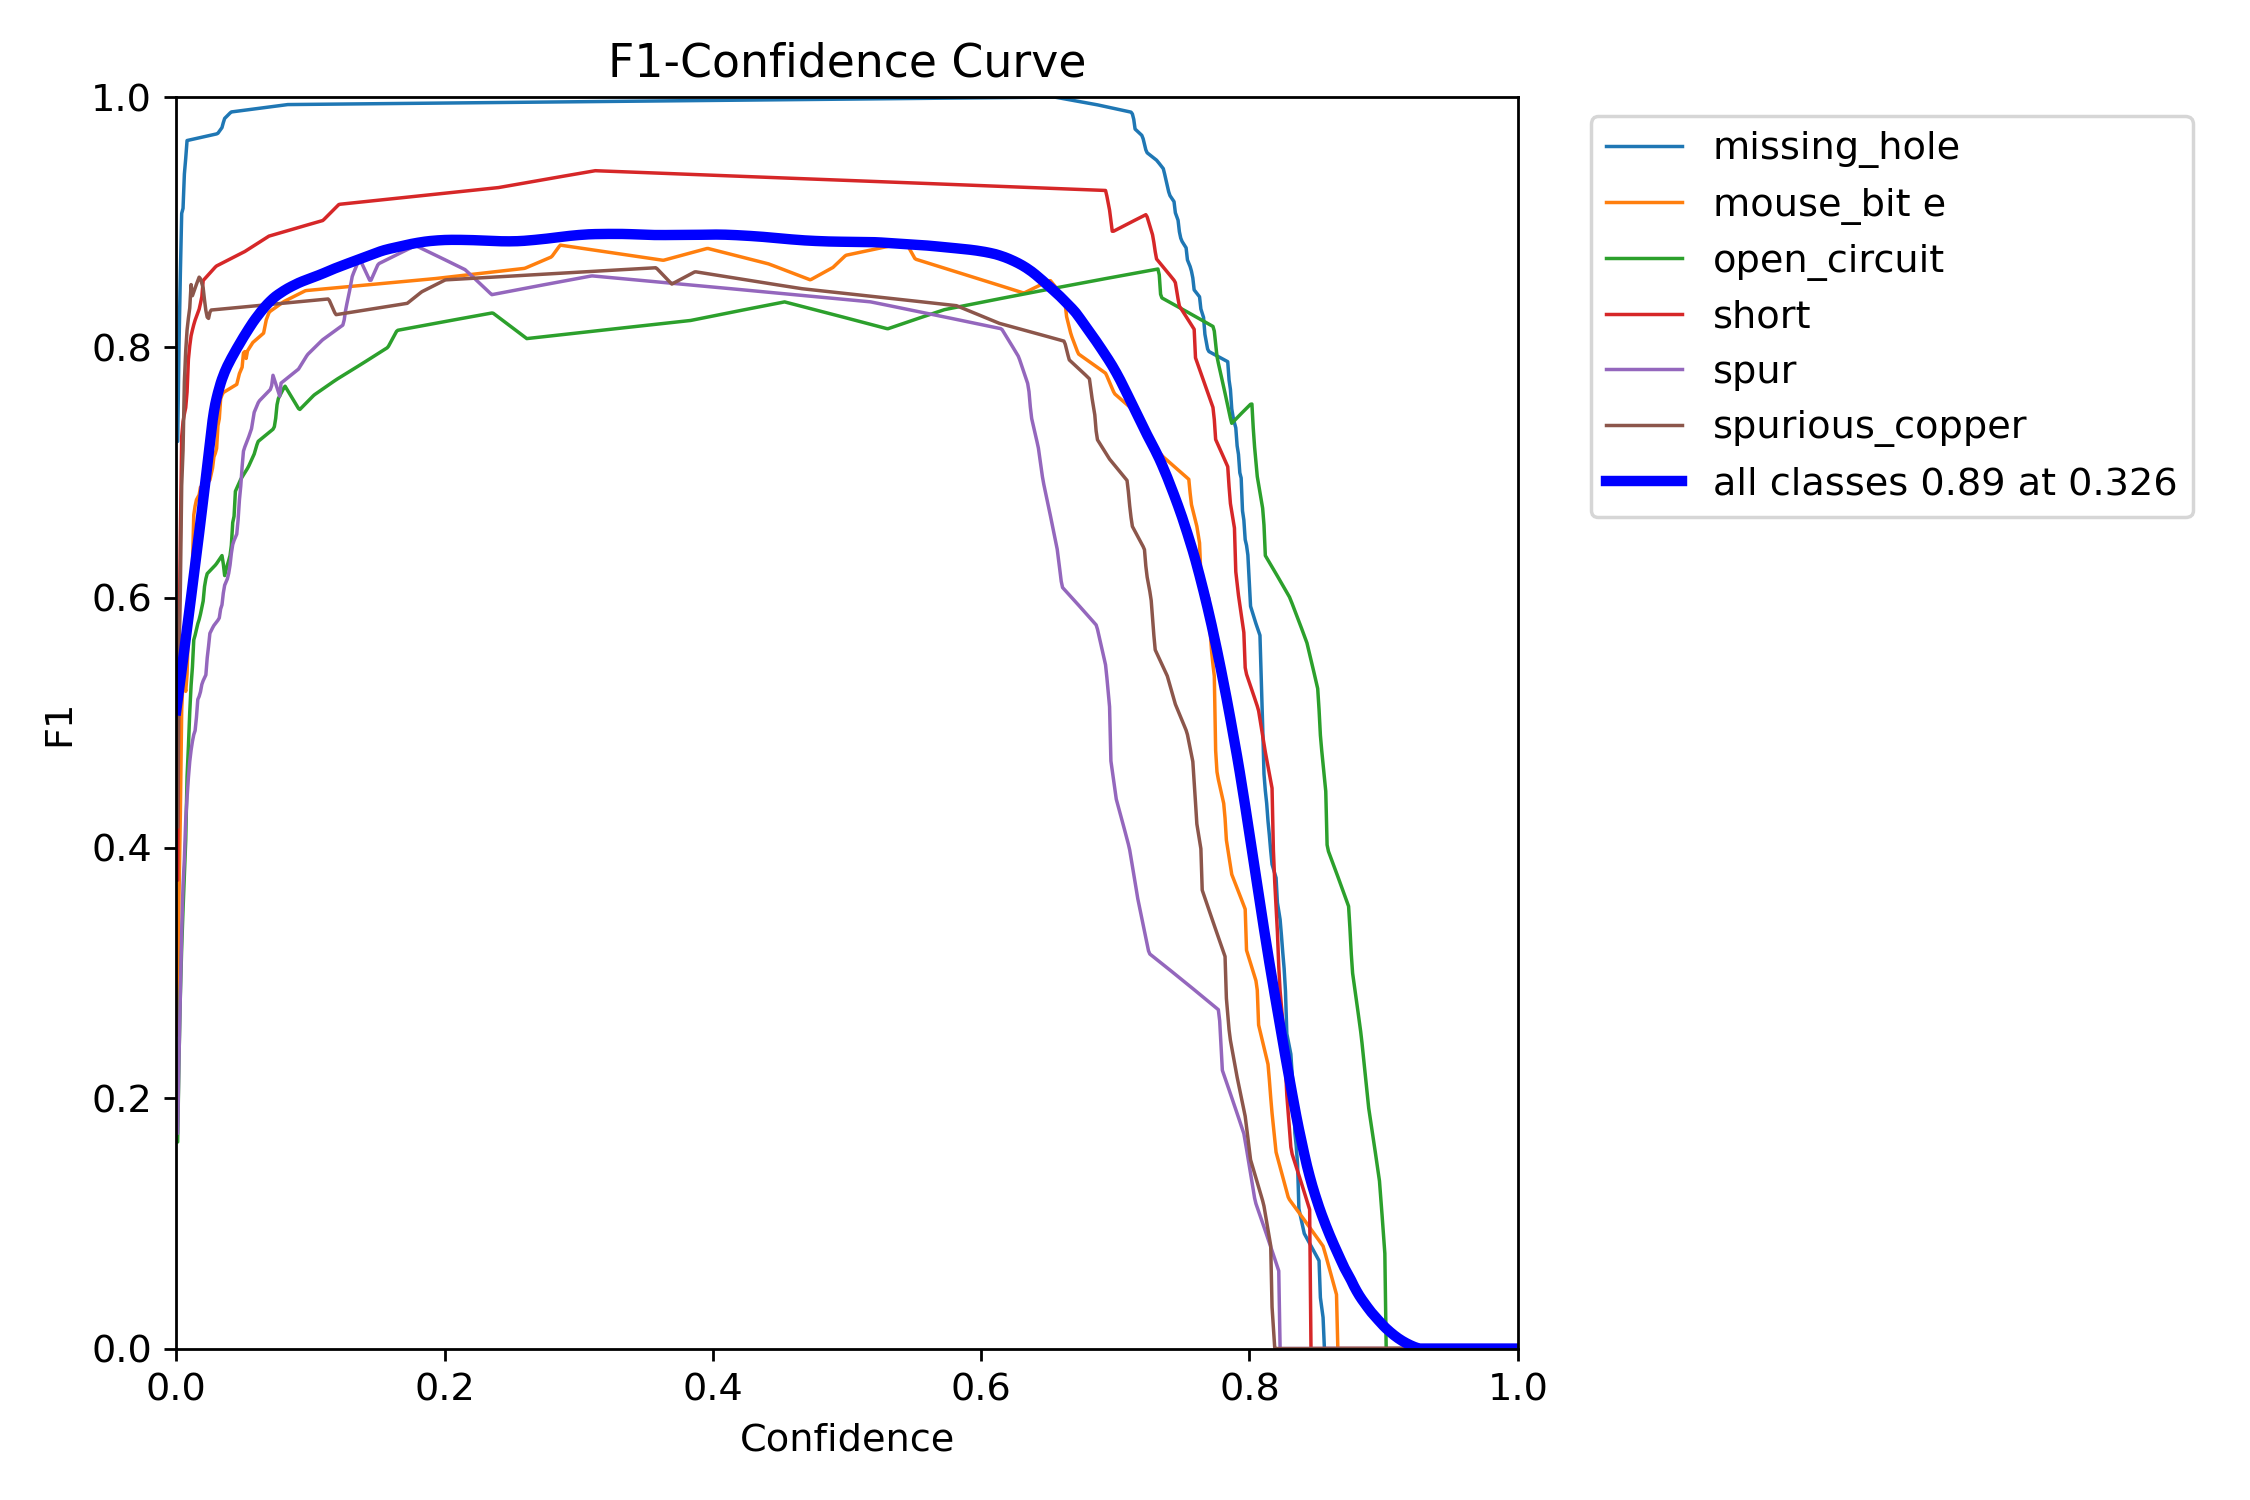 F1-Confidence Curve
1.0
0.8
0.6
0.4
0.2
0.0
F1
0.0 0.2 0.4 0.6 0.8 1.0
Confidence
missing_hole
mouse_bit e
open_circuit
short
spur
spurious_copper
all classes 0.89 at 0.326